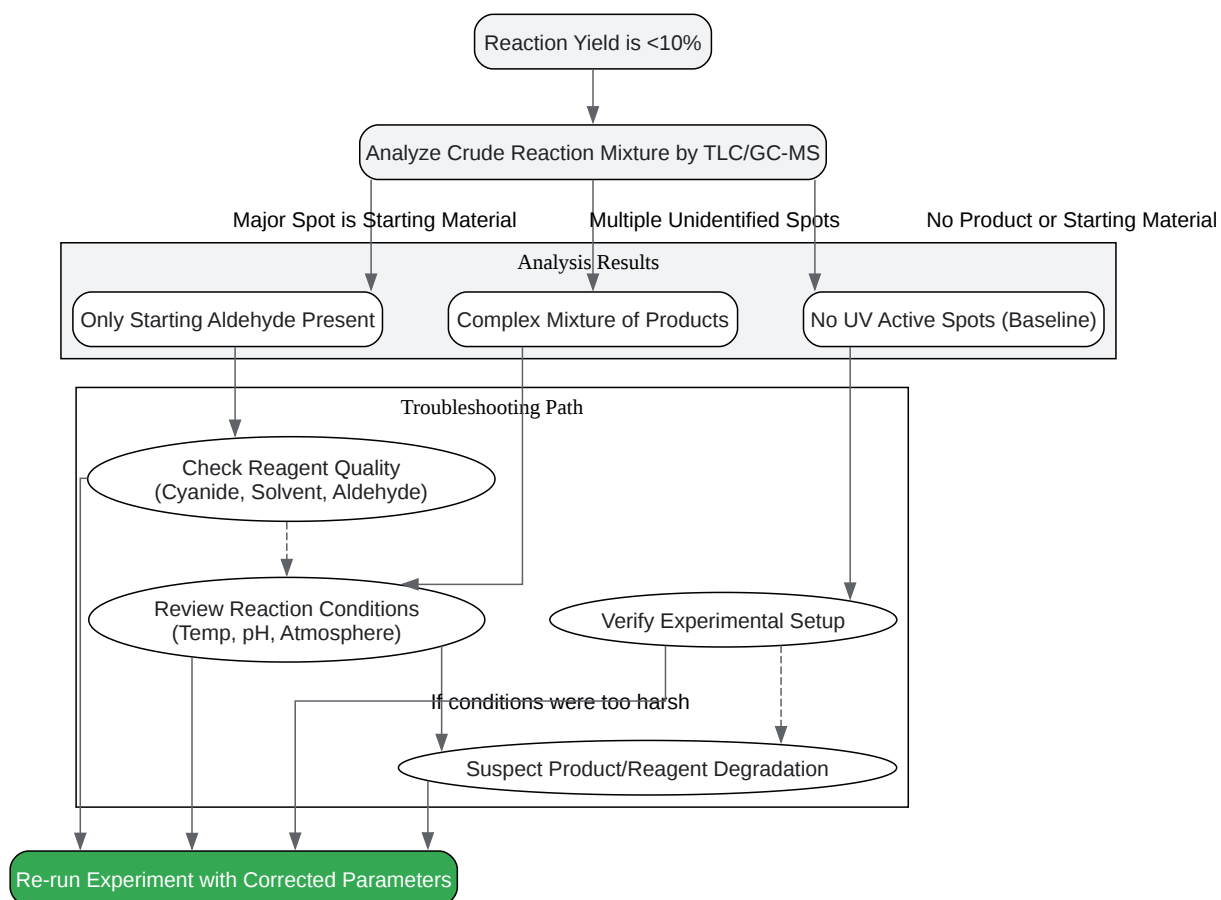 Reaction Yield is <10%
Analyze Crude Reaction Mixture by TLC/GC-MS
Major Spot is Starting Material
Multiple Unidentified Spots
No Product or Starting Material
Analysis Results
Only Starting Aldehyde Present
Complex Mixture of Products
No UV Active Spots (Baseline)
Troubleshooting Path
Check Reagent Quality
(Cyanide, Solvent, Aldehyde)
Review Reaction Conditions
(Temp, pH, Atmosphere)
Verify Experimental Setup
If conditions were too harsh
Suspect Product/Reagent Degradation
Re-run Experiment with Corrected Parameters